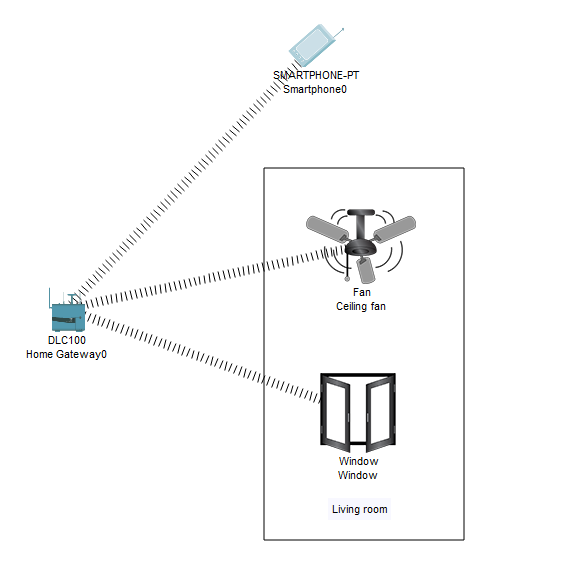 SMARTPHONE-PT
Smartphone0
Fan
Ceiling fan
DLC100
Home Gateway0
Window
Window
Living room